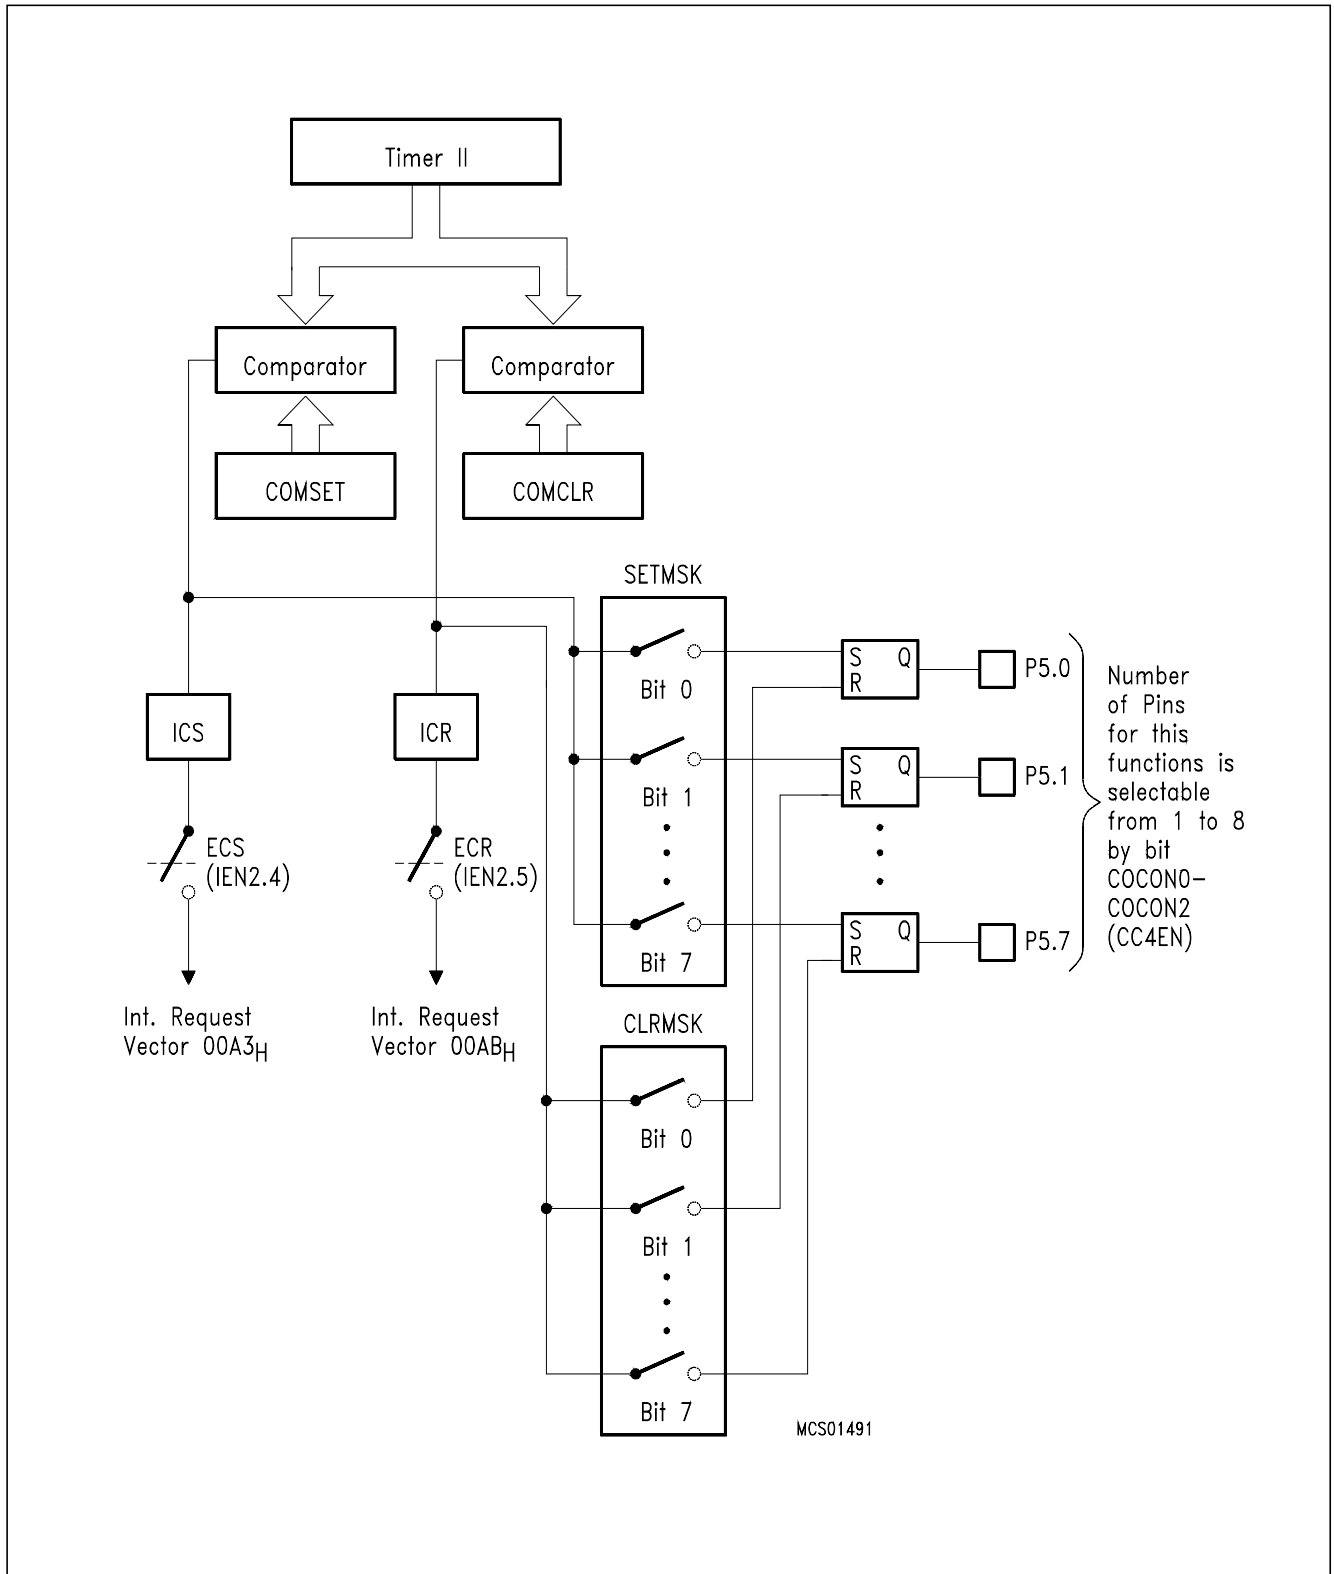 Timer II
Comparator
Comparator
COMSET
COMCLR
SETMSK
Bit 0
S Q
R
P5.0
Bit 1
S Q
R
P5.1
Bit 7
S Q
R
P5.7
Number
of Pins
for this
functions is
selectable
from 1 to 8
by bit
COCON0-
COCON2
(CC4EN)
ICS
ICR
ECS
(IEN2.4)
ECR
(IEN2.5)
Int. Request
Vector 00A3H
Int. Request
Vector 00ABH
CLRMSK
Bit 0
Bit 1
Bit 7
MCS01491